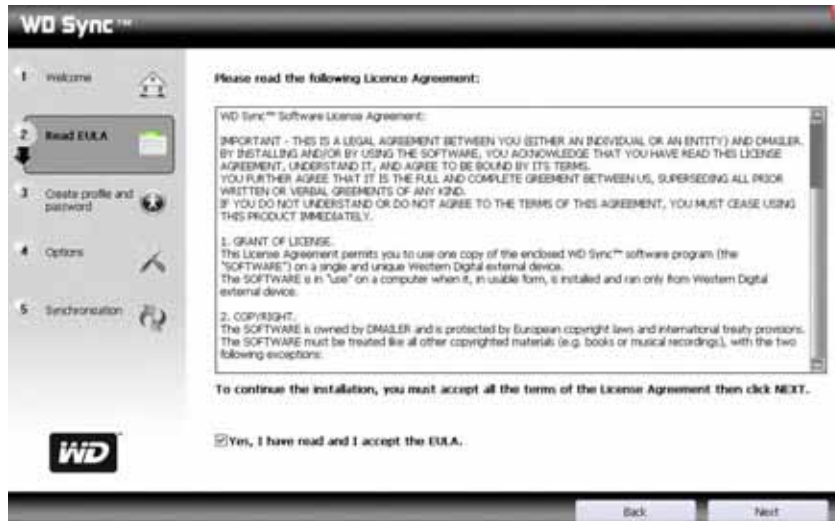 WD Sync™
1 Welcome
2 Read EULA
3 Create profile and
password
4 Options
5 Synchronization
WD
Please read the following Licence Agreement:
WD Sync™ Software License Agreement:
IMPORTANT - THIS IS A LEGAL AGREEMENT BETWEEN YOU (EITHER AN INDIVIDUAL OR AN ENTITY) AND DMAILER.
BY INSTALLING AND/OR BY USING THE SOFTWARE, YOU ACKNOWLEDGE THAT YOU HAVE READ THIS LICENSE
AGREEMENT, UNDERSTAND IT, AND AGREE TO BE BOUND BY ITS TERMS.
YOU FURTHER AGREE THAT IT IS THE FULL AND COMPLETE GREEMENT BETWEEN US, SUPERSEDING ALL PRIOR
WRITTEN OR VERBAL GREEMENTS OF ANY KIND.
IF YOU DO NOT UNDERSTAND OR DO NOT AGREE TO THE TERMS OF THIS AGREEMENT, YOU MUST CEASE USING
THIS PRODUCT IMMEDIATELY.
1. GRANT OF LICENSE.
This License Agreement permits you to use one copy of the enclosed WD Sync™ software program (the
"SOFTWARE") on a single and unique Western Digital external device.
The SOFTWARE is in "use" on a computer when it, in usable form, is installed and ran only from Western Digital
external device.
2. COPYRIGHT.
The SOFTWARE is owned by DMAILER and is protected by European copyright laws and international treaty provisions.
The SOFTWARE must be treated like all other copyrighted materials (e.g. books or musical recordings), with the two
following exceptions:
To continue the installation, you must accept all the terms of the License Agreement then click NEXT.
Yes, I have read and I accept the EULA.
Back Next